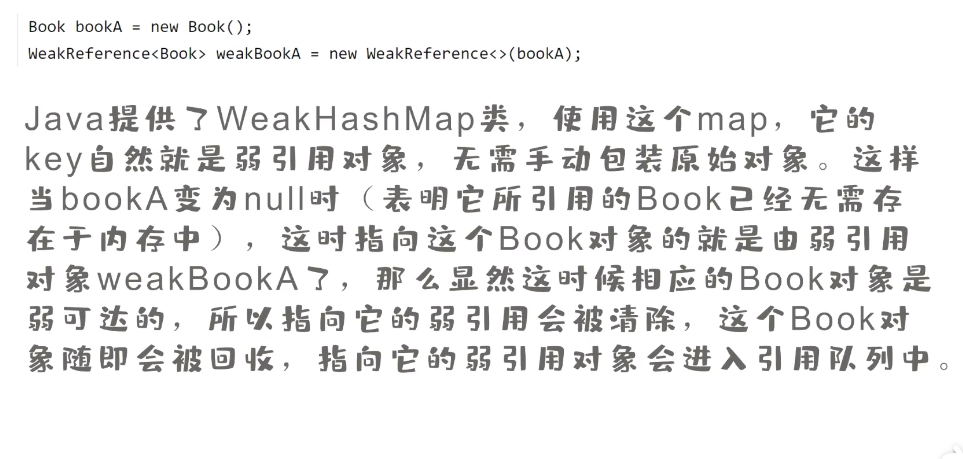 Book bookA = new Book();
WeakReference<Book> weakBookA = new WeakReference<>(bookA);
Java提供了WeakHashMap类，使用这个map，它的
key自然就是弱引用对象，无需手动包装原始对象。这样
当bookA变为null时（表明它所引用的Book已经无需存
在于内存中），这时指向这个Book对象的就是由弱引用
对象weakBookA了，那么显然这时候相应的Book对象是
弱可达的，所以指向它的弱引用会被清除，这个Book对
象随即会被回收，指向它的弱引用对象会进入引用队列中。